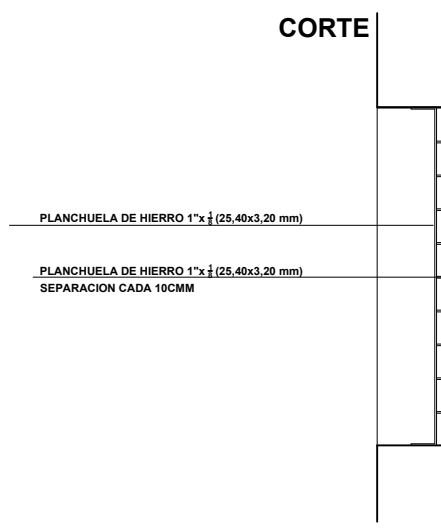 CORTE
PLANCHUELA DE HIERRO 1"x 1/8 (25,40x3,20 mm)
PLANCHUELA DE HIERRO 1"x 1/8 (25,40x3,20 mm)
SEPARACION CADA 10CMM